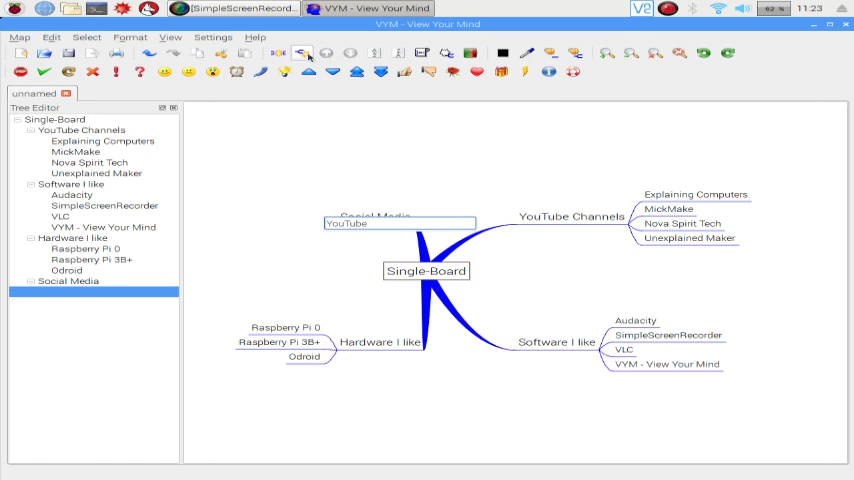 [SimpleScreenRecord...
VYM - View Your Mind
62 %
11:23
VYM - View Your Mind
Map Edit Select Format View Settings Help
unnamed
Tree Editor
Single-Board
YouTube Channels
Explaining Computers
MickMake
Nova Spirit Tech
Unexplained Maker
Software I like
Audacity
SimpleScreenRecorder
VLC
VYM - View Your Mind
Hardware I like
Raspberry Pi 0
Raspberry Pi 3B+
Odroid
Social Media
Social Media
YouTube
Single-Board
YouTube Channels
Explaining Computers
MickMake
Nova Spirit Tech
Unexplained Maker
Hardware I like
Raspberry Pi 0
Raspberry Pi 3B+
Odroid
Software I like
Audacity
SimpleScreenRecorder
VLC
VYM - View Your Mind